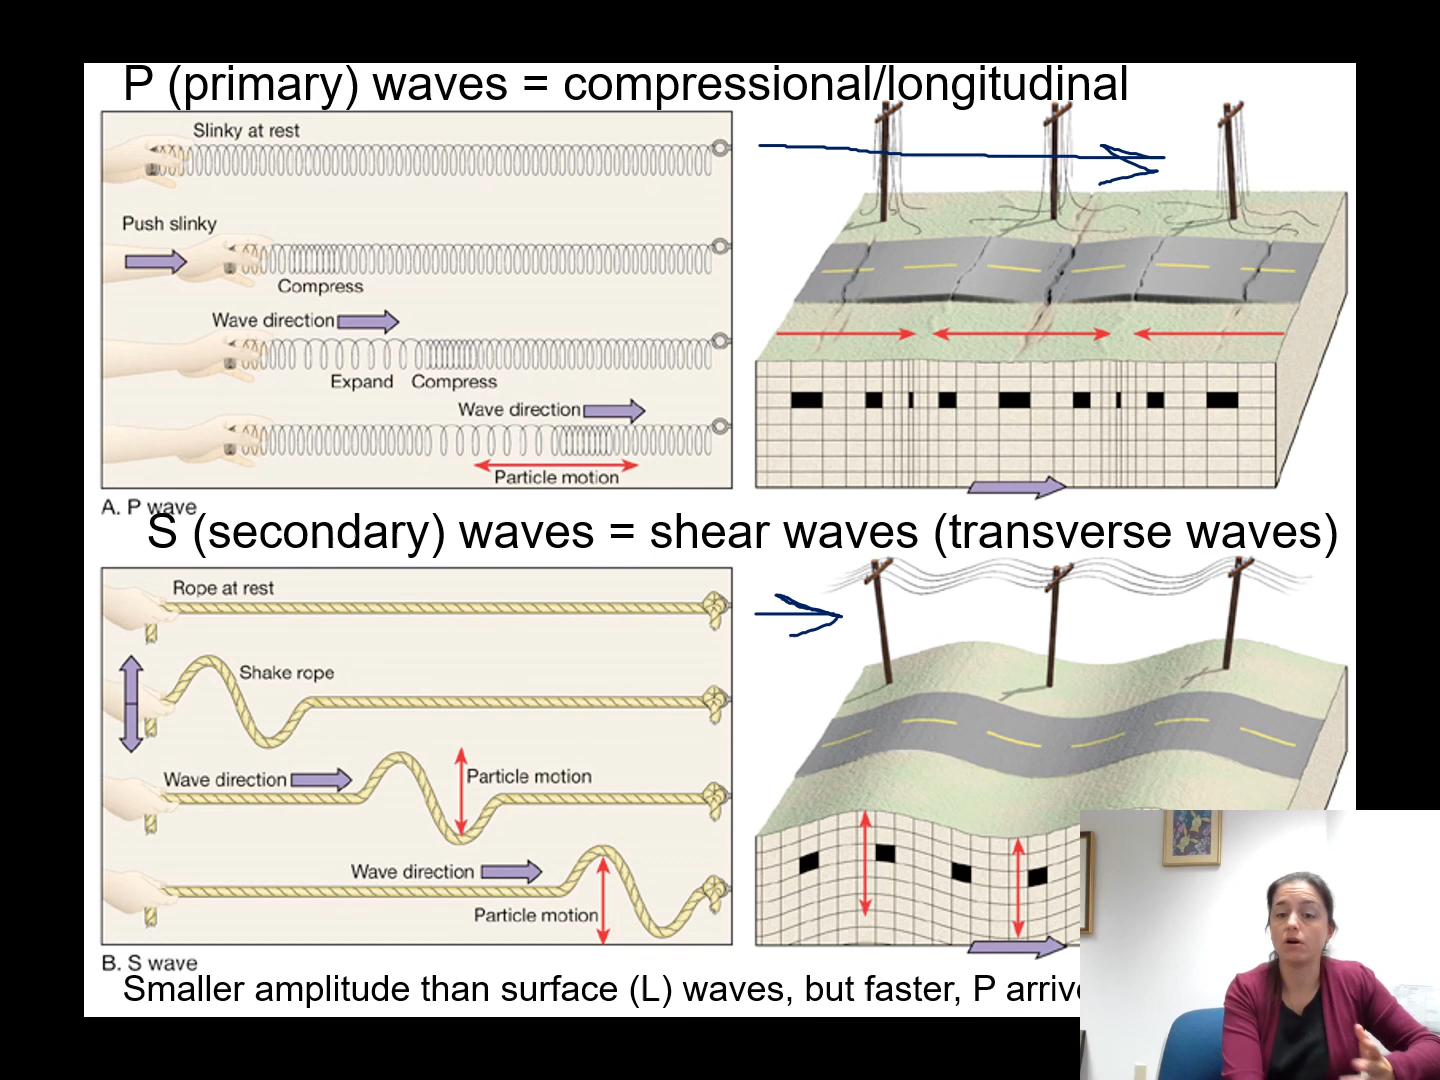 P (primary) waves = compressional/longitudinal
Slinky at rest
Push slinky
Compress
Wave direction
Expand Compress
Wave direction
Particle motion
A. P wave
S (secondary) waves = shear waves (transverse waves)
Rope at rest
Shake rope
Wave direction
Particle motion
Wave direction
Particle motion
B. S wave
Smaller amplitude than surface (L) waves, but faster, P